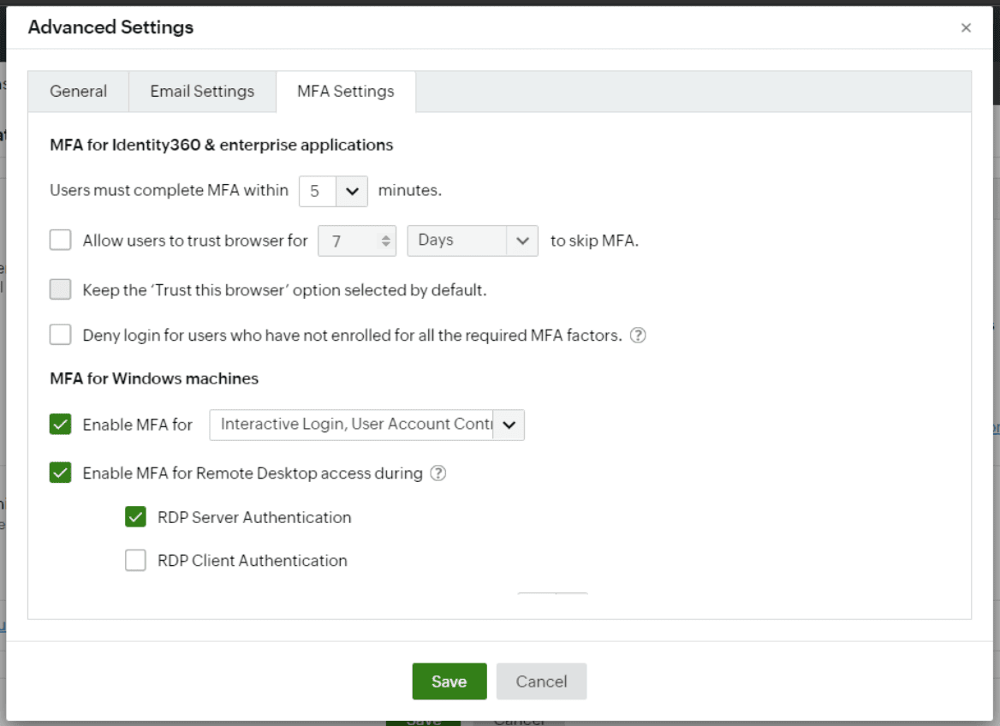 Advanced Settings
General Email Settings MFA Settings
MFA for Identity360 & enterprise applications
Users must complete MFA within 5 minutes.
Allow users to trust browser for 7 Days to skip MFA.
Keep the ‘Trust this browser’ option selected by default.
Deny login for users who have not enrolled for all the required MFA factors. ?
MFA for Windows machines
Enable MFA for Interactive Login, User Account Contr
Enable MFA for Remote Desktop access during ?
RDP Server Authentication
RDP Client Authentication
Save Cancel
Save Cancel